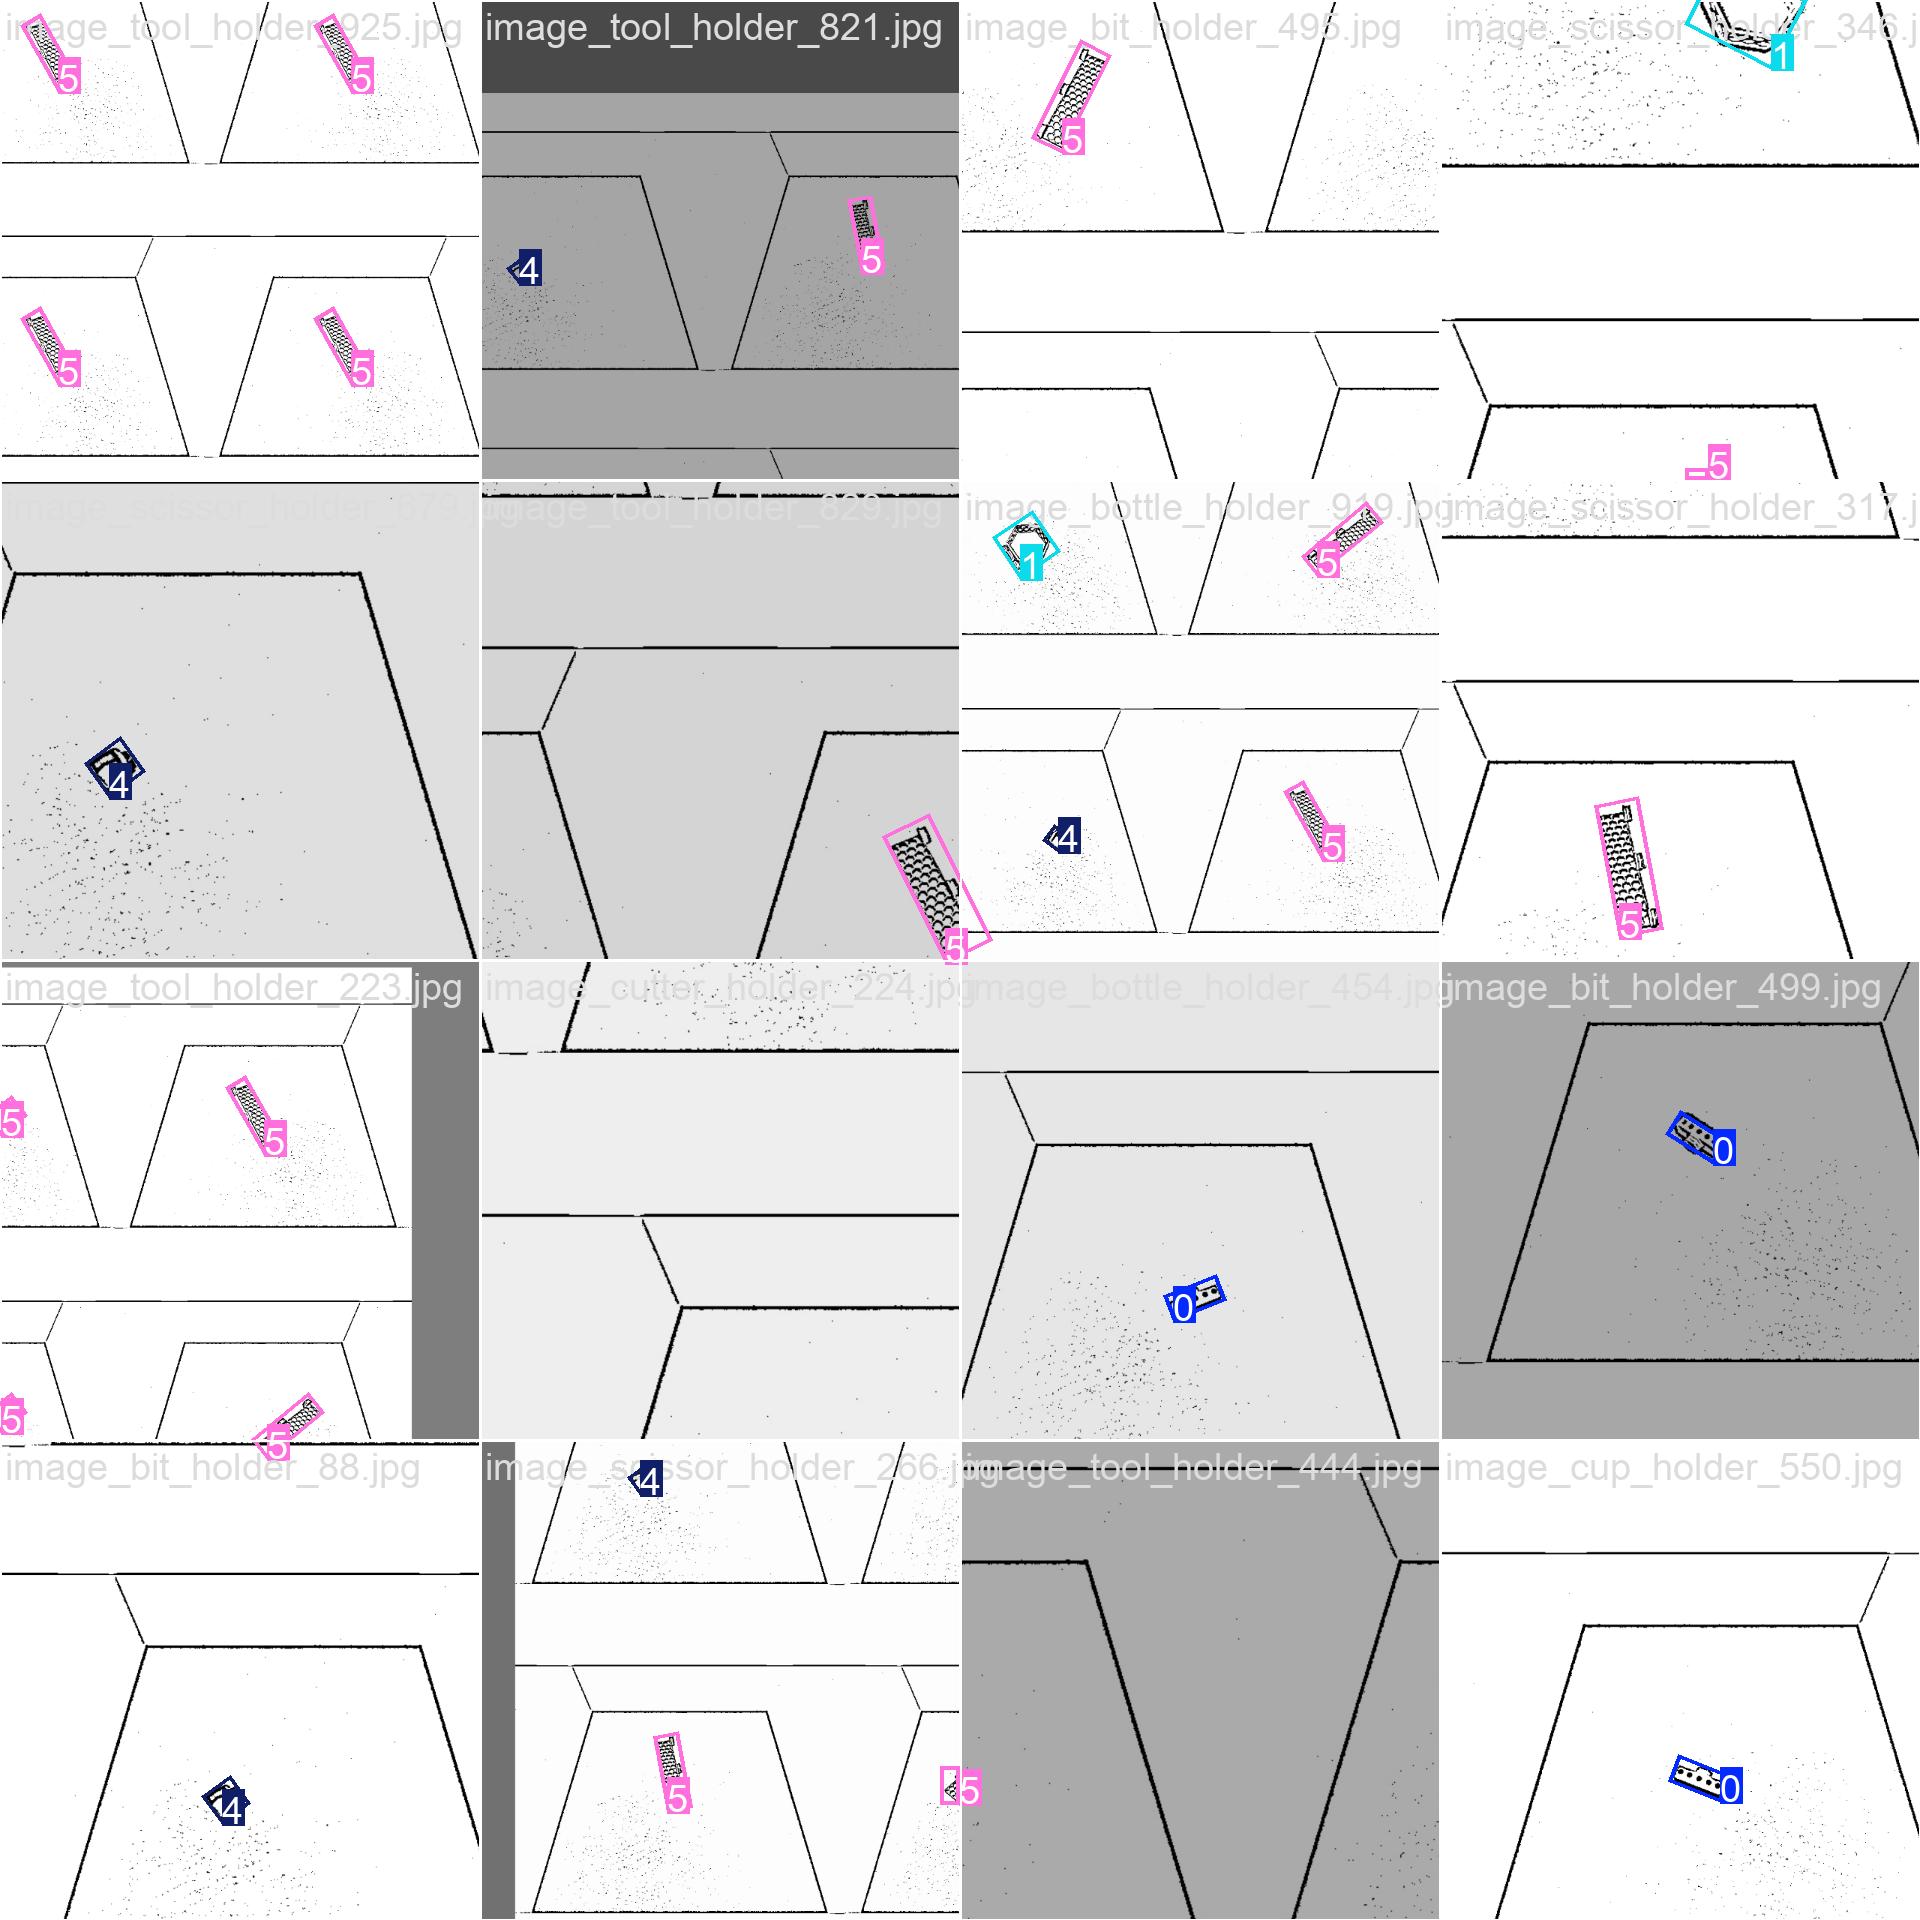 image_tool_holder_925.jpg
5
5
5
5
image_tool_holder_821.jpg
4
5
image_bit_holder_495.jpg
5
image_scissor_holder_346.j
1
5
image_scissor_holder_679.jpg
4
image_tool_holder_829.jpg
5
image_bottle_holder_919.jpg
1
5
4
5
image_scissor_holder_317.j
5
image_tool_holder_223.jpg
5
5
5
5
image_cutter_holder_224.jpg
image_bottle_holder_454.jpg
0
image_bit_holder_499.jpg
0
image_bit_holder_88.jpg
4
image_scissor_holder_266.jpg
4
5
5
image_tool_holder_444.jpg
image_cup_holder_550.jpg
0